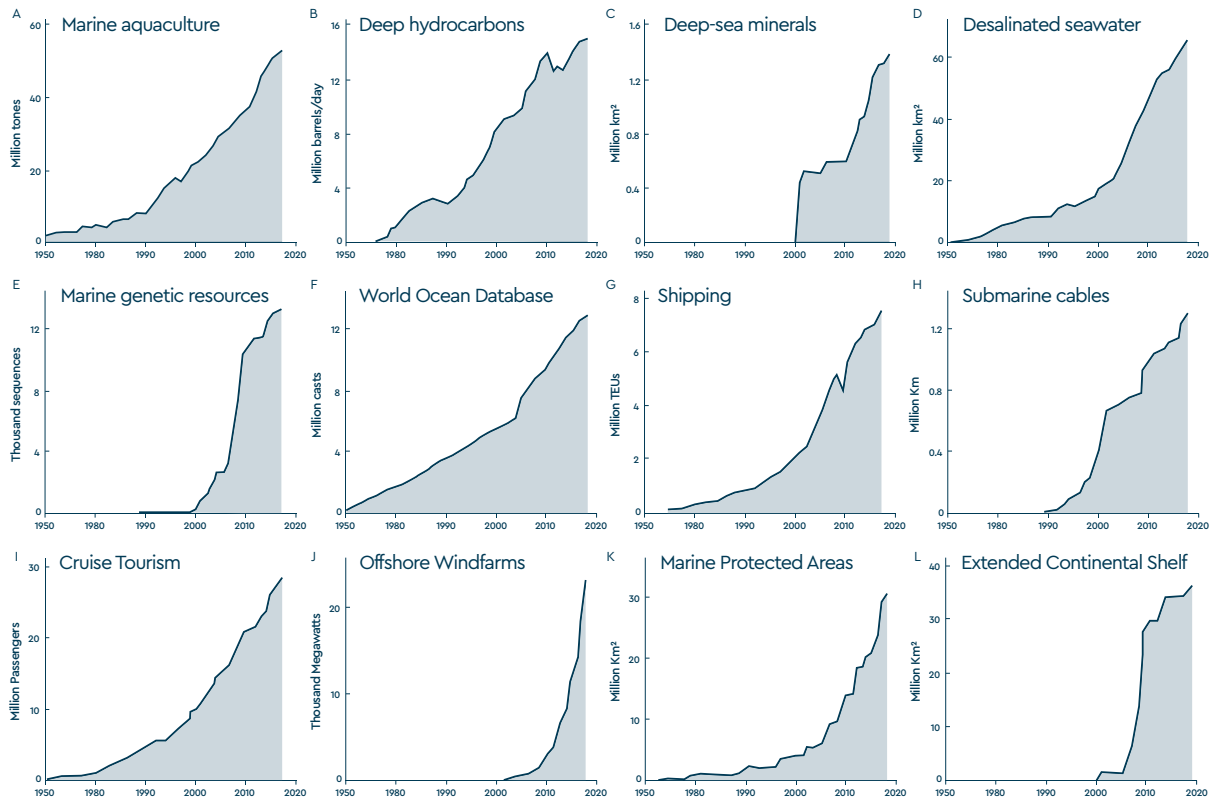 A
Marine aquaculture
Million tones
60
40
20
0
1950 1980 1990 2000 2010 2020
B
Deep hydrocarbons
Million barrels/day
16
12
8
4
0
1950 1980 1990 2000 2010 2020
C
Deep-sea minerals
Million km²
1.6
1.2
0.8
0.4
0
1950 1980 1990 2000 2010 2020
D
Desalinated seawater
Million km²
60
40
20
0
1950 1980 1990 2000 2010 2020
E
Marine genetic resources
Thousand sequences
12
8
4
0
1950 1980 1990 2000 2010 2020
F
World Ocean Database
Million casts
12
8
4
0
1950 1980 1990 2000 2010 2020
G
Shipping
Million TEUs
8
6
4
2
0
1950 1980 1990 2000 2010 2020
H
Submarine cables
Million Km
1.2
0.8
0.4
0
1950 1980 1990 2000 2010 2020
I
Cruise Tourism
Million Passengers
30
20
10
0
1950 1980 1990 2000 2010 2020
J
Offshore Windfarms
Thousand Megawatts
20
10
0
1950 1980 1990 2000 2010 2020
K
Marine Protected Areas
Million Km²
30
20
10
0
1950 1980 1990 2000 2010 2020
L
Extended Continental Shelf
Million Km²
40
30
20
10
0
1950 1980 1990 2000 2010 2020